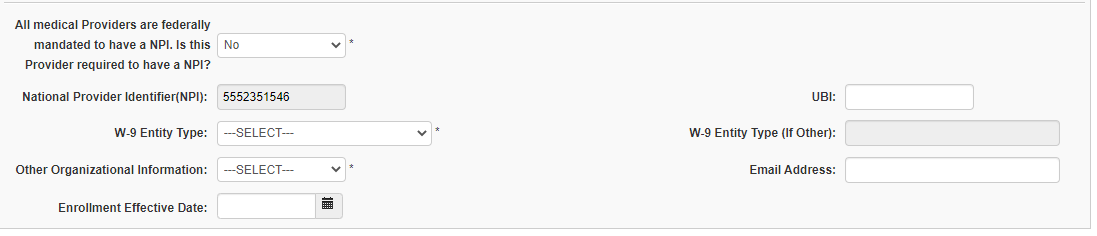 All medical Providers are federally
mandated to have a NPI. Is this
Provider required to have a NPI?
No *
National Provider Identifier(NPI): 5552351546
UBI:
W-9 Entity Type: ---SELECT--- *
W-9 Entity Type (If Other):
Other Organizational Information: ---SELECT--- *
Email Address:
Enrollment Effective Date: